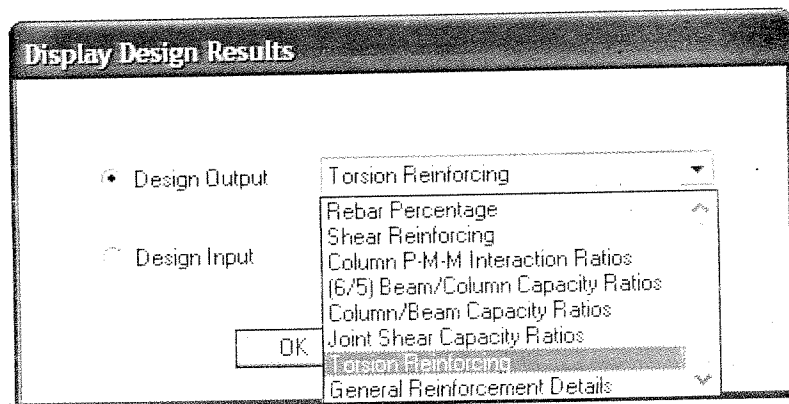 Display Design Results
Design Output
Torsion Reinforcing
Rebar Percentage
Shear Reinforcing
Design Input
Column P-M-M Interaction Ratios
(6/5) Beam/Column Capacity Ratios
Column/Beam Capacity Ratios
OK
Joint Shear Capacity Ratios
Torsion Reinforcing
General Reinforcement Details